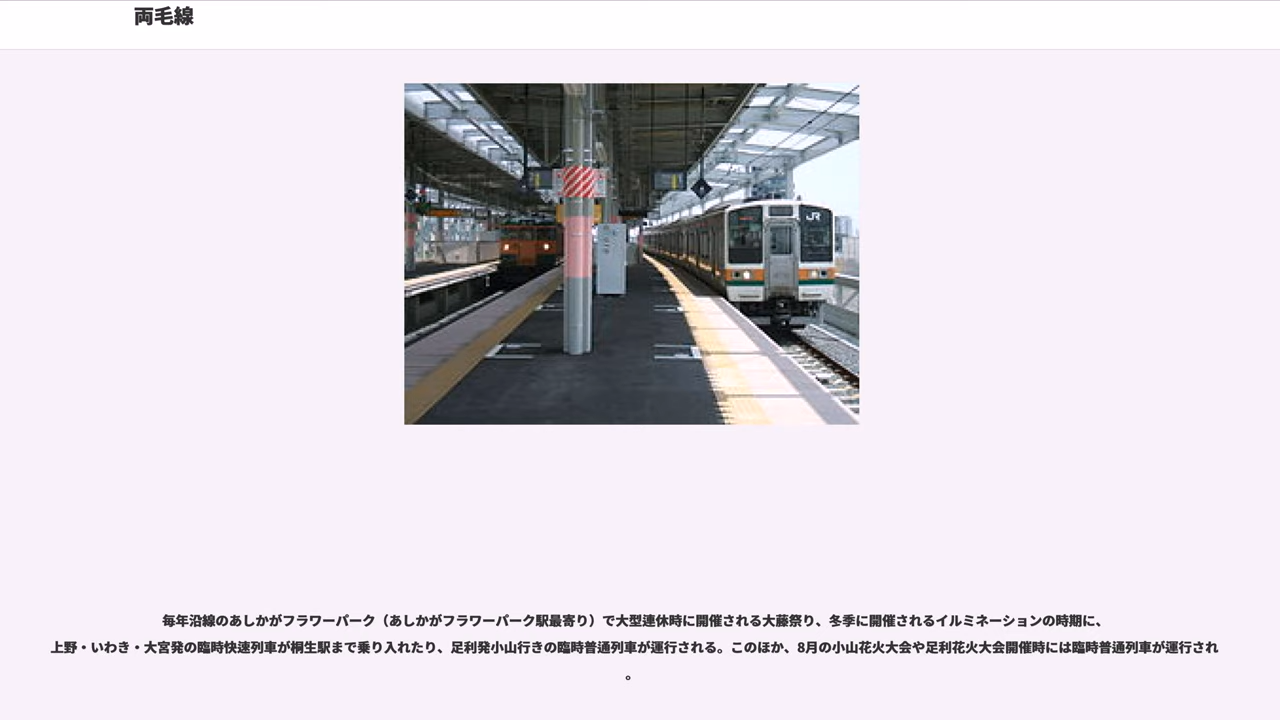 両毛線
JR
毎年沿線のあしかがフラワーパーク（あしかがフラワーパーク駅最寄り）で大型連休時に開催される大藤祭り、冬季に開催されるイルミネーションの時期に、
上野・いわき・大宮発の臨時快速列車が桐生駅まで乗り入れたり、足利発小山行きの臨時普通列車が運行される。このほか、8月の小山花火大会や足利花火大会開催時には臨時普通列車が運行され
。